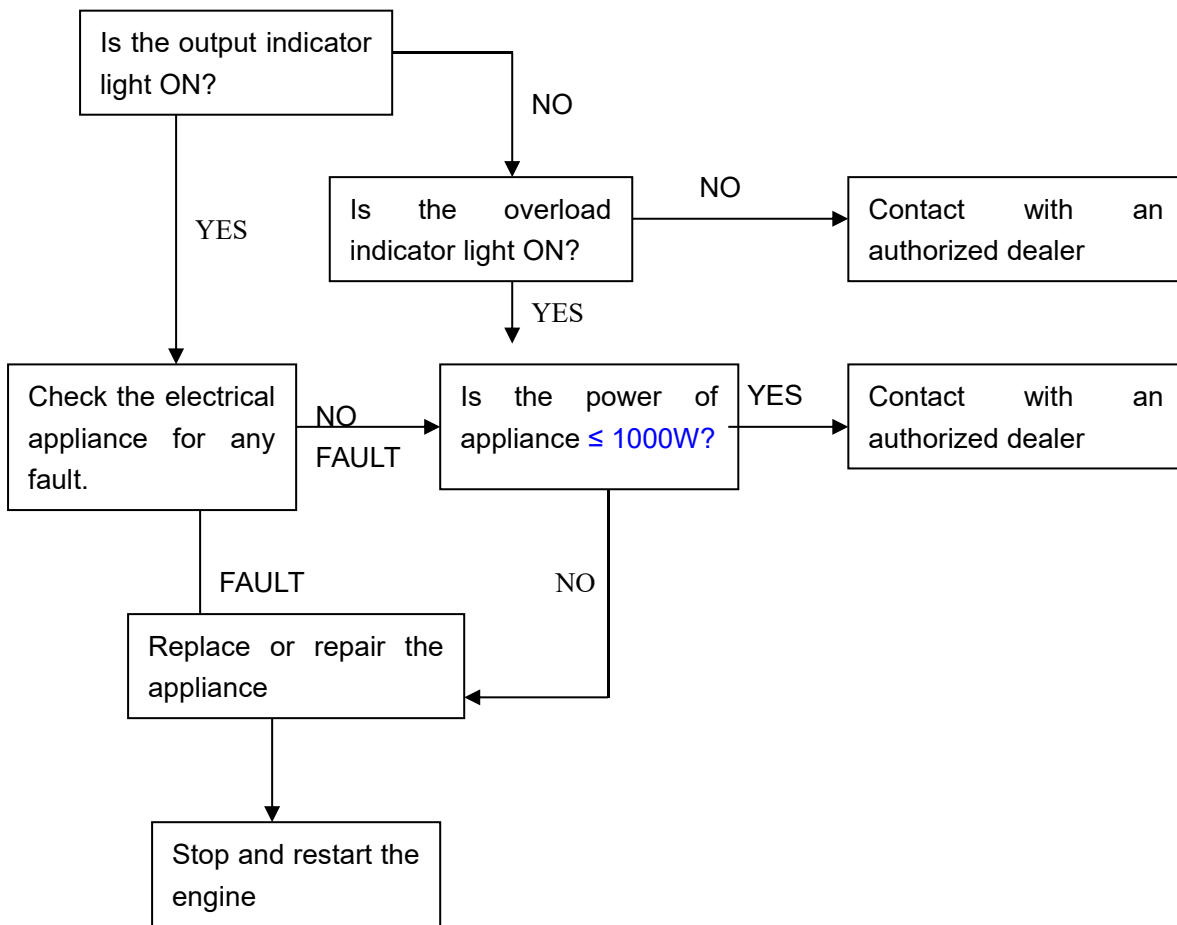 Is the output indicator
light ON?
NO
YES
Is the overload
indicator light ON?
NO
Contact with an
authorized dealer
YES
Check the electrical
appliance for any
fault.
NO
FAULT
Is the power of
appliance ≤ 1000W?
YES
Contact with an
authorized dealer
FAULT
NO
Replace or repair the
appliance
Stop and restart the
engine